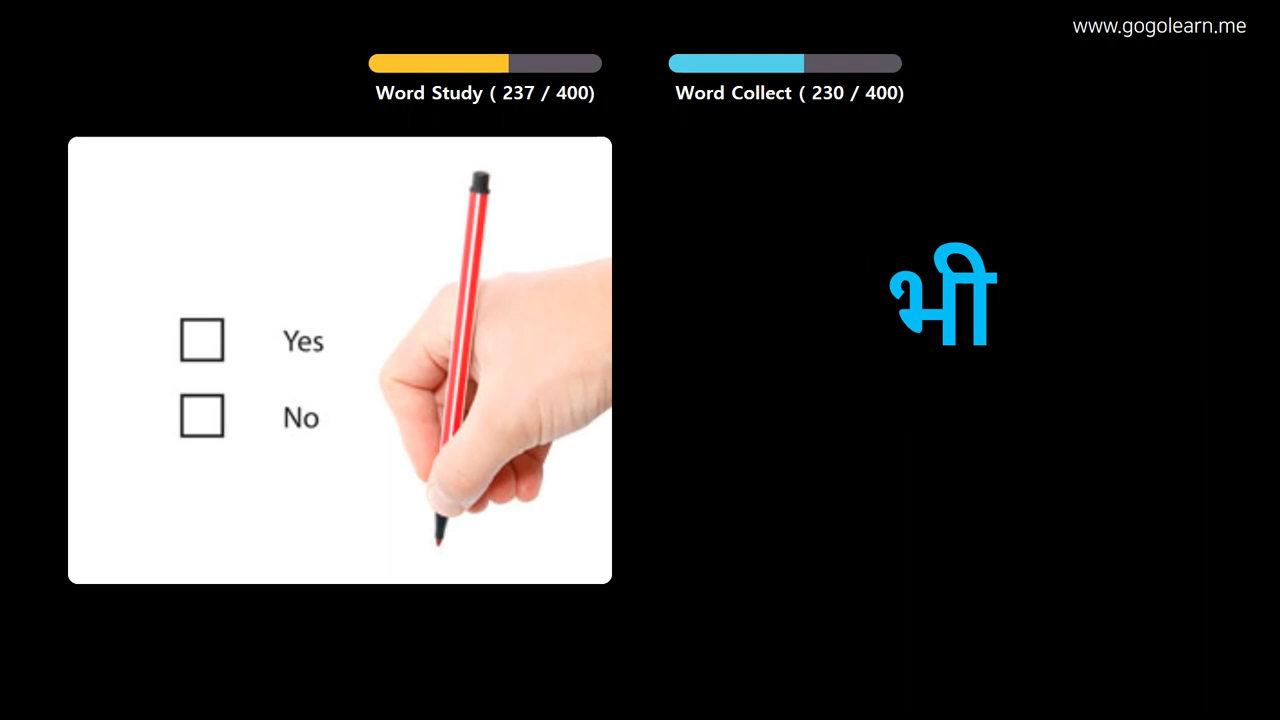 www.gogolearn.me
Word Study ( 237 / 400)
Word Collect ( 230 / 400)
Yes
No
भी